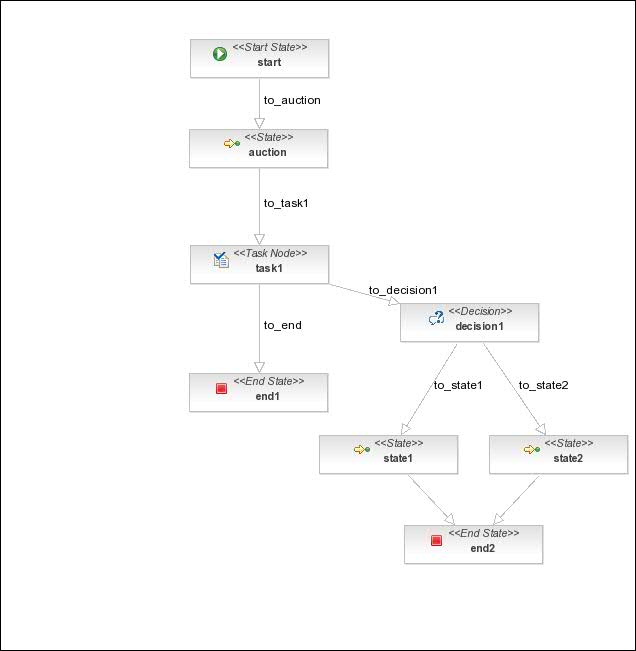 <<Start State>>
start
to_auction
<<State>>
auction
to_task1
<<Task Node>>
task1
to_decision1
<<Decision>>
decision1
to_end
<<End State>>
end1
to_state1
to_state2
<<State>>
state1
<<State>>
state2
<<End State>>
end2